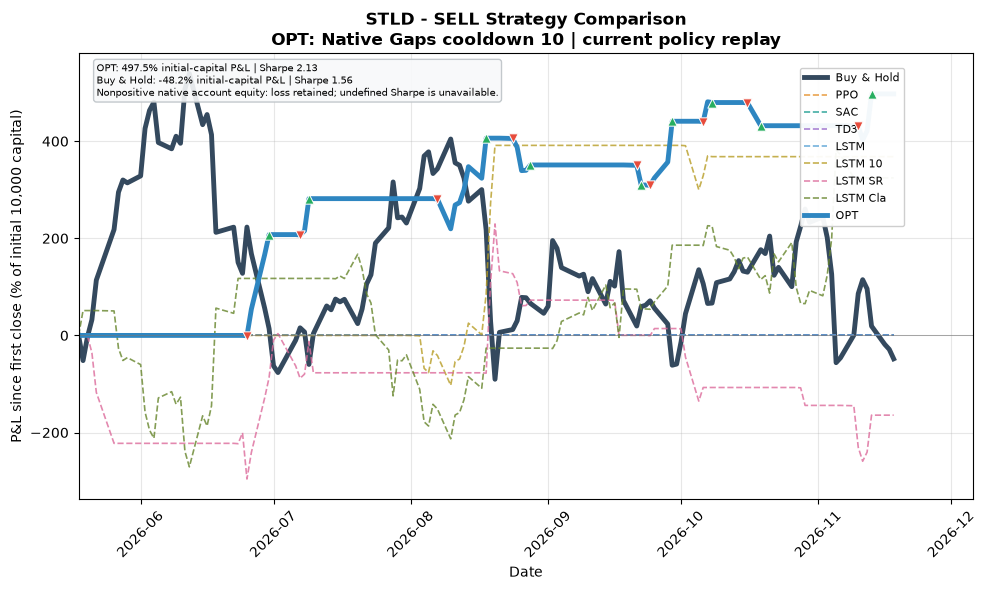 STLD - SELL Strategy Comparison
OPT: Native Gaps cooldown 10 | current policy replay
OPT: 497.5% initial-capital P&L | Sharpe 2.13
Buy & Hold: -48.2% initial-capital P&L | Sharpe 1.56
Nonpositive native account equity: loss retained; undefined Sharpe is unavailable.
Buy & Hold
PPO
SAC
TD3
LSTM
LSTM 10
LSTM SR
LSTM Cla
OPT
P&L since first close (% of initial 10,000 capital)
400
200
0
−200
2026-06
2026-07
2026-08
2026-09
2026-10
2026-11
2026-12
Date